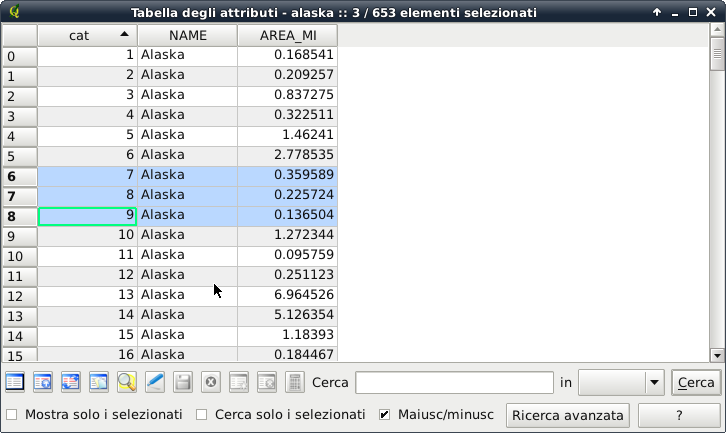 Tabella degli attributi - alaska :: 3 / 653 elementi selezionati
cat NAME AREA_MI
0 1 Alaska 0.168541
1 2 Alaska 0.209257
2 3 Alaska 0.837275
3 4 Alaska 0.322511
4 5 Alaska 1.46241
5 6 Alaska 2.778535
6 7 Alaska 0.359589
7 8 Alaska 0.225724
8 9 Alaska 0.136504
9 10 Alaska 1.272344
10 11 Alaska 0.095759
11 12 Alaska 0.251123
12 13 Alaska 6.964526
13 14 Alaska 5.126354
14 15 Alaska 1.18393
15 16 Alaska 0.184467
Cerca in Cerca
Mostra solo i selezionati Cerca solo i selezionati Maiusc/minusc Ricerca avanzata ?